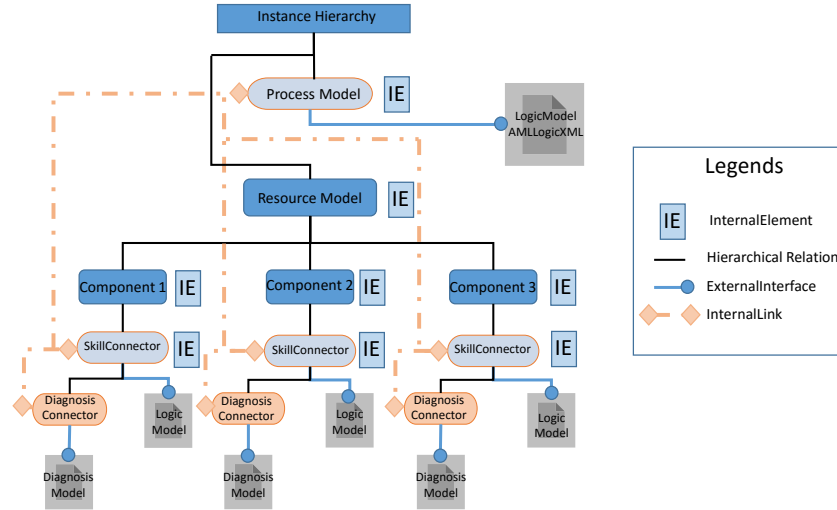 Instance Hierarchy
Process Model
IE
LogicModel
AMLLogicXML
Resource Model
IE
Component 1
IE
Component 2
IE
Component 3
IE
SkillConnector
IE
SkillConnector
IE
SkillConnector
IE
Diagnosis
Connector
Logic
Model
Diagnosis
Connector
Logic
Model
Diagnosis
Connector
Logic
Model
Diagnosis
Model
Diagnosis
Model
Diagnosis
Model
Legends
IE
InternalElement
Hierarchical Relation
ExternalInterface
InternalLink